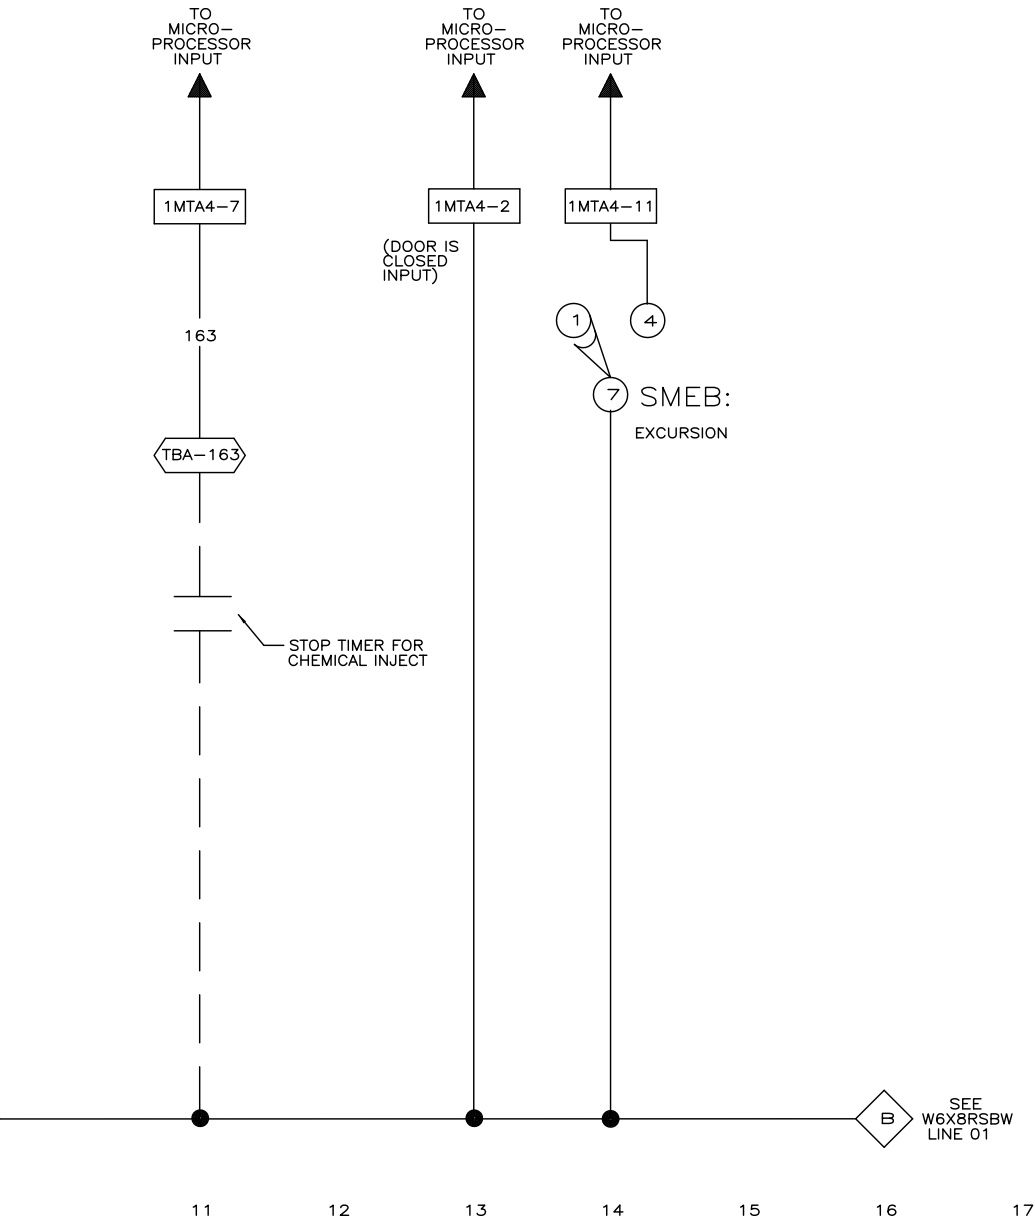 TO
MICRO-
PROCESSOR
INPUT
TO
MICRO-
PROCESSOR
INPUT
TO
MICRO-
PROCESSOR
INPUT
1MTA4-7
1MTA4-2
1MTA4-11
(DOOR IS
CLOSED
INPUT)
163
1
4
7
SMEB:
EXCURSION
TBA-163
STOP TIMER FOR
CHEMICAL INJECT
B
SEE
W6X8RSBW
LINE 01
11
12
13
14
15
16
17